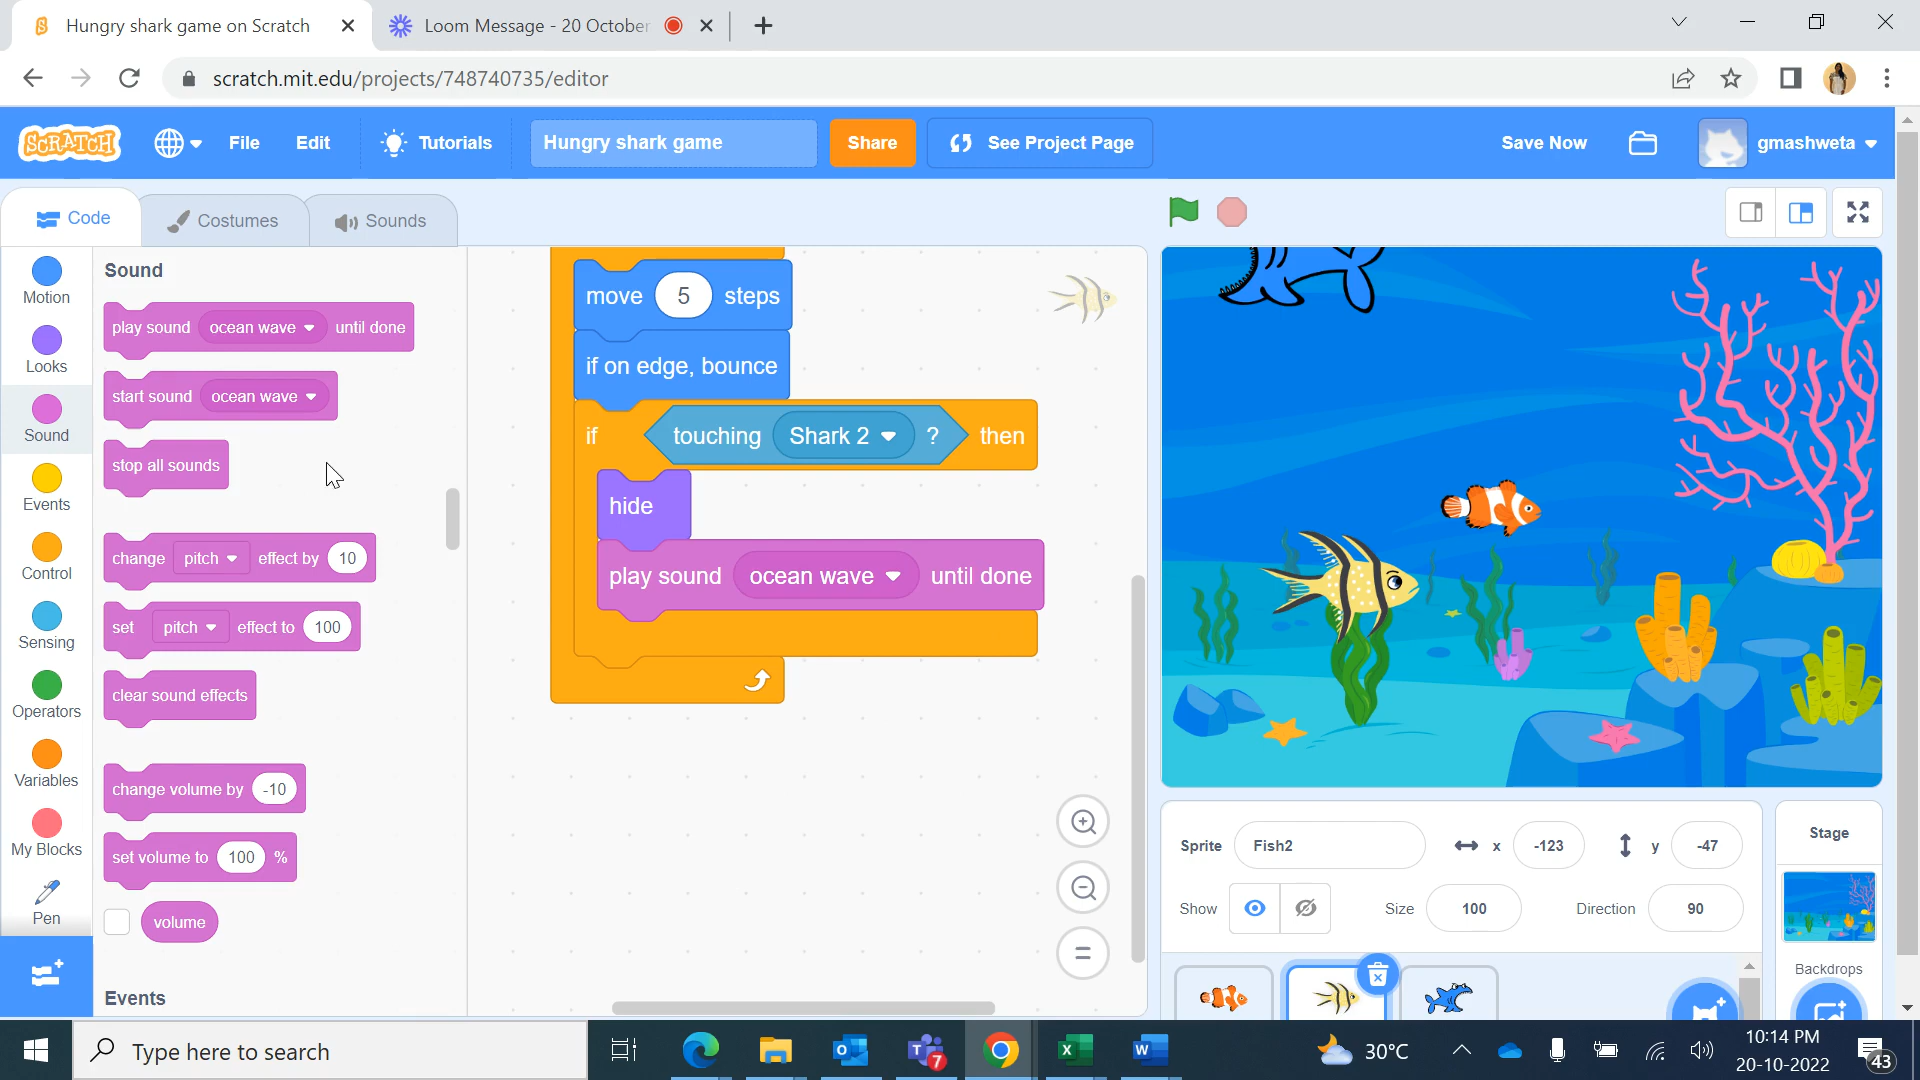 Hungry shark game on Scratch
Loom Message - 20 October
scratch.mit.edu/projects/748740735/editor
SCRATCH
File
Edit
Tutorials
Hungry shark game
Share
See Project Page
Save Now
gmashweta
Code
Costumes
Sounds
Motion
Looks
Sound
Events
Control
Sensing
Operators
Variables
My Blocks
Pen
Sound
play sound ocean wave until done
start sound ocean wave
stop all sounds
change pitch effect by 10
set pitch effect to 100
clear sound effects
change volume by -10
set volume to 100 %
volume
Events
move 5 steps
if on edge, bounce
if touching Shark 2 ? then
hide
play sound ocean wave until done
Sprite Fish2 x -123 y -47
Show Size 100 Direction 90
Stage
Backdrops
Type here to search
7
30°C
10:14 PM
20-10-2022
43